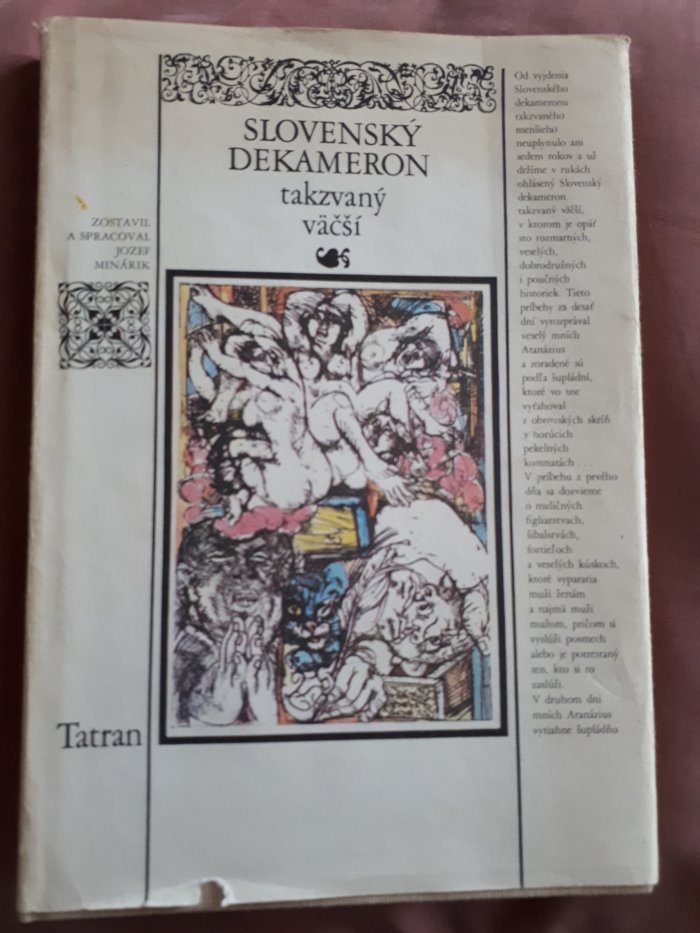 SLOVENSKÝ
DEKAMERON
takzvaný
väčší
ZOSTAVIL
A SPRACOVAL
JOZEF
MINÁRIK
Tatran
Od vyjdenia
Slovenského
dekameronu
takzvaného
menšieho
neuplynulo ani
sedem rokov a už
držíme v rukách
ohlásený Slovenský
dekameron
takzvaný väčší,
v ktorom je opäť
sto rozmarných,
veselých,
dobrodružných
i poučných
historiek. Tieto
príbehy za desať
dní vyrozprával
veselý mních
Atanázius
a zoradené sú
podľa šupládní,
ktoré vo sne
vyťahoval
z obrovských skríň
v horúcich
pekelných
komnatách . . .
V príbehu z prvého
dňa sa dozvieme
o rozličných
figliarstvach,
šibalstvách,
fortieľoch
a veselých kúskoch,
ktoré vyparatia
muži ženám
a najmä muži
mužom, pričom si
vyslúži posmech
alebo je potrestaný
ten, kto si to
zaslúži.
V druhom dni
mních Atanázius
vytiahne šupládňu